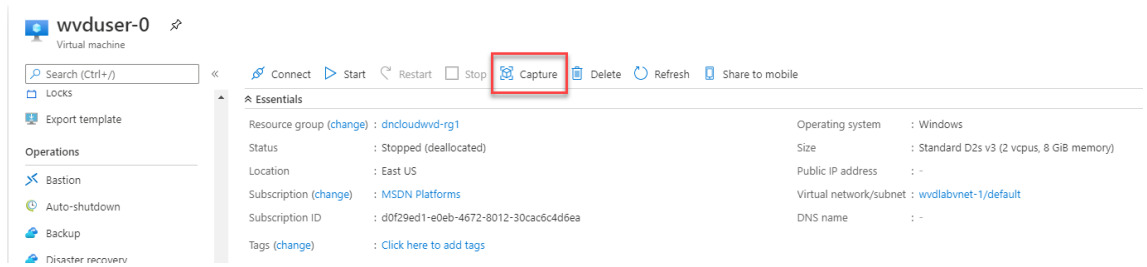 wvduser-0
Virtual machine
Search (Ctrl+/)
«
Connect Start Restart Stop Capture Delete Refresh Share to mobile
Locks
Export template
Operations
Bastion
Auto-shutdown
Backup
Disaster recovery
Essentials
Resource group (change) : dncloudwvd-rg1
Status : Stopped (deallocated)
Location : East US
Subscription (change) : MSDN Platforms
Subscription ID : d0f29ed1-e0eb-4672-8012-30cac6c4d6ea
Tags (change) : Click here to add tags
Operating system : Windows
Size : Standard D2s v3 (2 vcpus, 8 GiB memory)
Public IP address : -
Virtual network/subnet : wvdlabvnet-1/default
DNS name : -